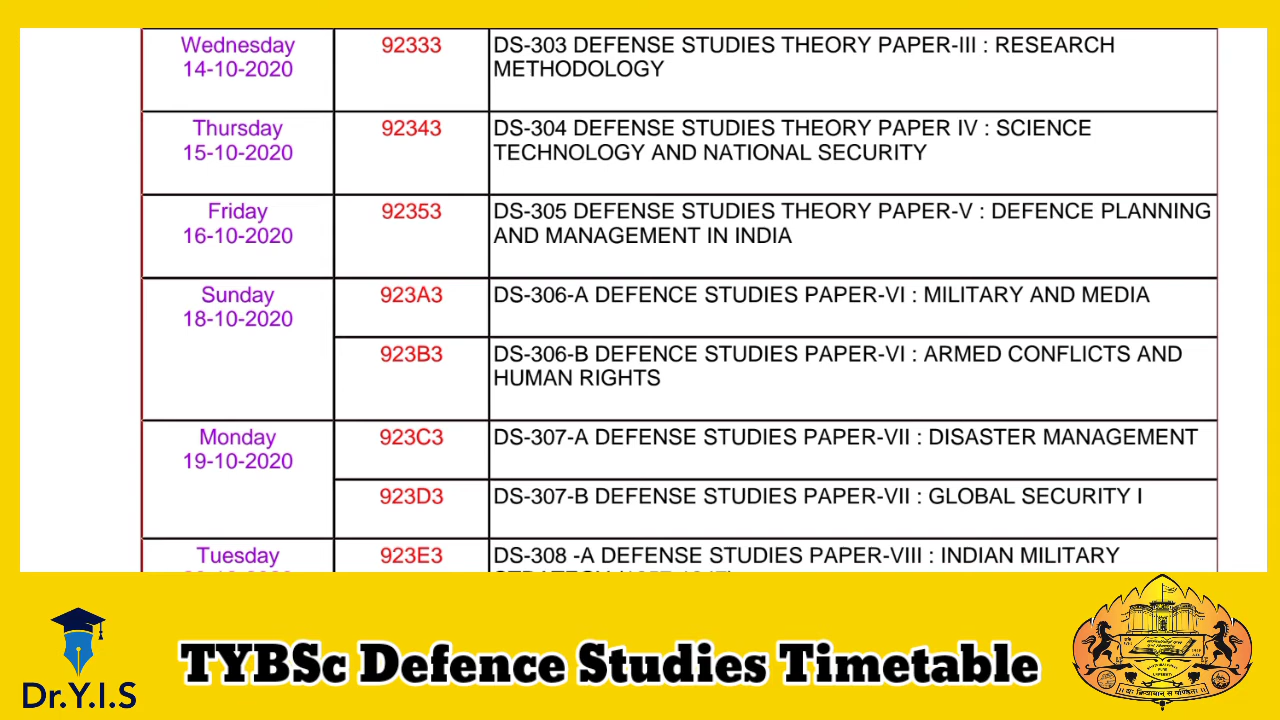 Wednesday
14-10-2020
92333
DS-303 DEFENSE STUDIES THEORY PAPER-III : RESEARCH
METHODOLOGY
Thursday
15-10-2020
92343
DS-304 DEFENSE STUDIES THEORY PAPER IV : SCIENCE
TECHNOLOGY AND NATIONAL SECURITY
Friday
16-10-2020
92353
DS-305 DEFENSE STUDIES THEORY PAPER-V : DEFENCE PLANNING
AND MANAGEMENT IN INDIA
Sunday
18-10-2020
923A3
DS-306-A DEFENCE STUDIES PAPER-VI : MILITARY AND MEDIA
923B3
DS-306-B DEFENCE STUDIES PAPER-VI : ARMED CONFLICTS AND
HUMAN RIGHTS
Monday
19-10-2020
923C3
DS-307-A DEFENSE STUDIES PAPER-VII : DISASTER MANAGEMENT
923D3
DS-307-B DEFENSE STUDIES PAPER-VII : GLOBAL SECURITY I
Tuesday
923E3
DS-308 -A DEFENSE STUDIES PAPER-VIII : INDIAN MILITARY
Dr.Y.I.S
TYBSc Defence Studies Timetable